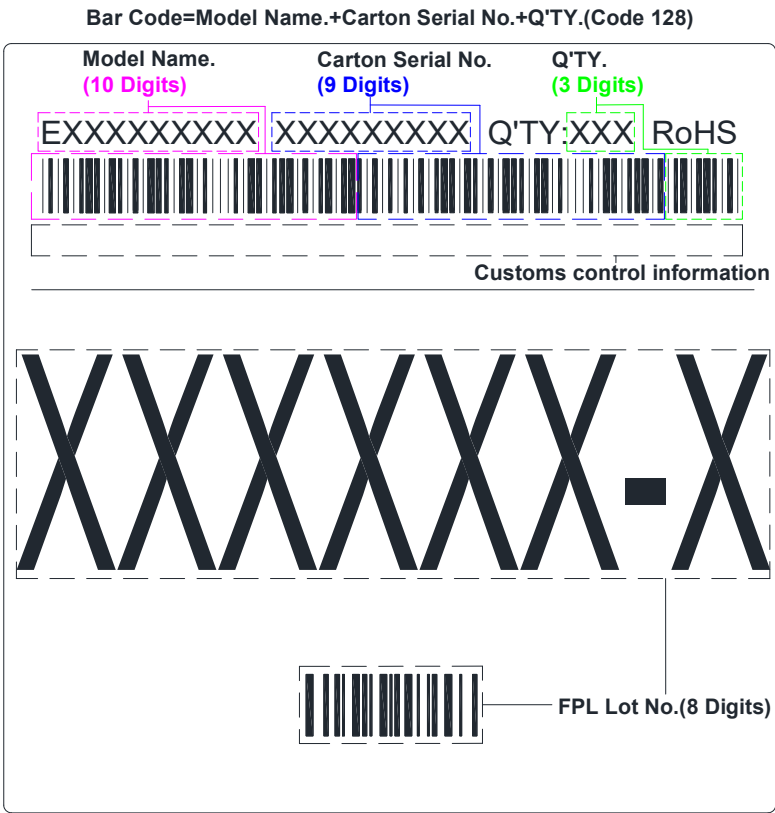 Bar Code=Model Name.+Carton Serial No.+Q'TY.(Code 128)
Model Name. Carton Serial No. Q'TY.
(10 Digits) (9 Digits) (3 Digits)
EXXXXXXXXX XXXXXXXXX Q'TY:XXX RoHS
Customs control information
XXXXXX-X
FPL Lot No.(8 Digits)